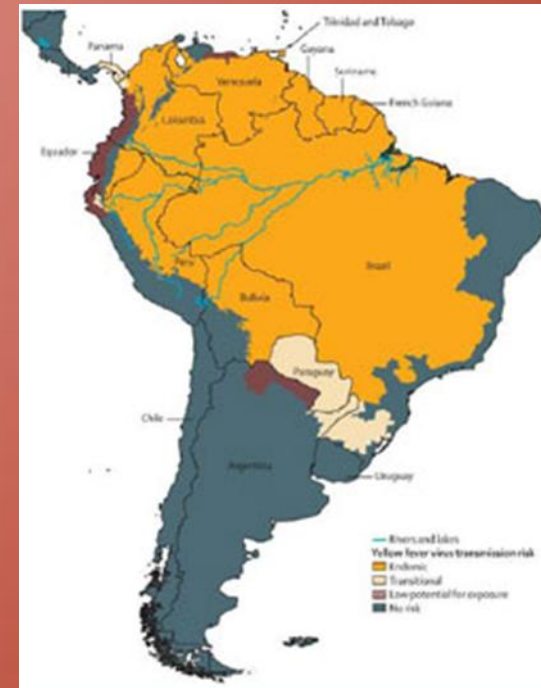 Trinidad and Tobago
Panama
Guyana
Suriname
Venezuela
French Guiana
Colombia
Equador
Peru
Brazil
Bolivia
Paraguay
Chile
Argentina
Uruguay
Rivers and lakes
Yellow fever virus transmission risk
Endemic
Transitional
Low potential for exposure
No risk